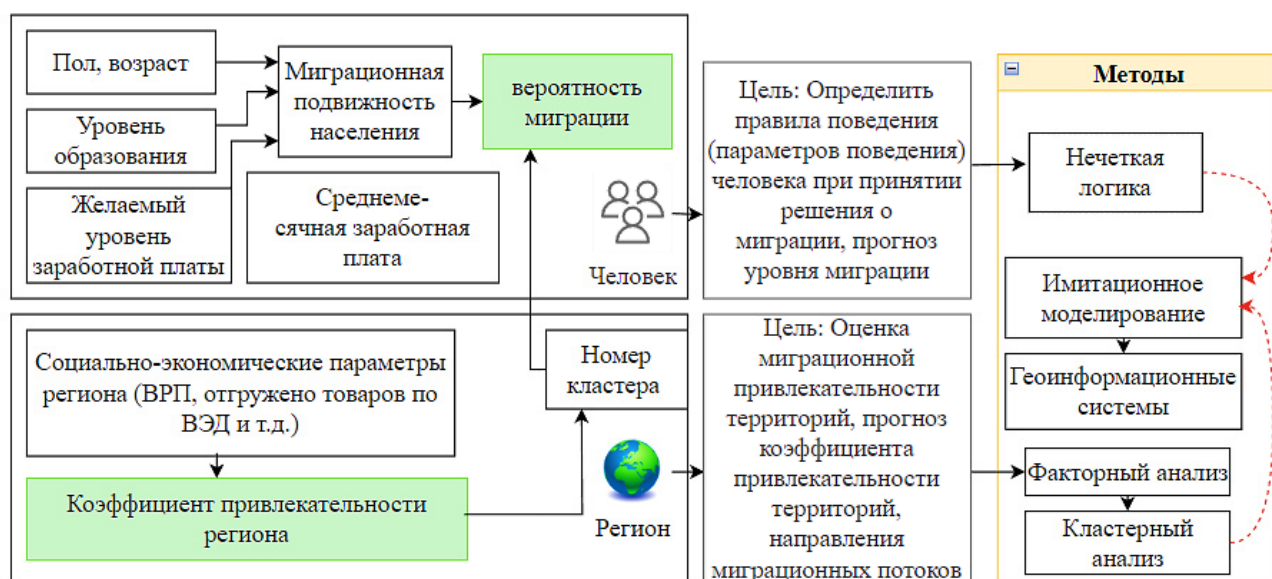 Пол, возраст
Уровень
образования
Желаемый
уровень
заработной платы
Миграционная
подвижность
населения
Среднеме-
сячная заработная
плата
вероятность
миграции
Человек
Цель: Определить
правила поведения
(параметров поведения)
человека при принятии
решения о
миграции, прогноз
уровня миграции
Социально-экономические параметры
региона (ВРП, отгружено товаров по
ВЭД и т.д.)
Коэффициент привлекательности
региона
Номер
кластера
Регион
Цель: Оценка
миграционной
привлекательности
территорий, прогноз
коэффициента
привлекательности
территорий,
направления
миграционных потоков
Методы
Нечеткая
логика
Имитационное
моделирование
Геоинформационные
системы
Факторный анализ
Кластерный
анализ